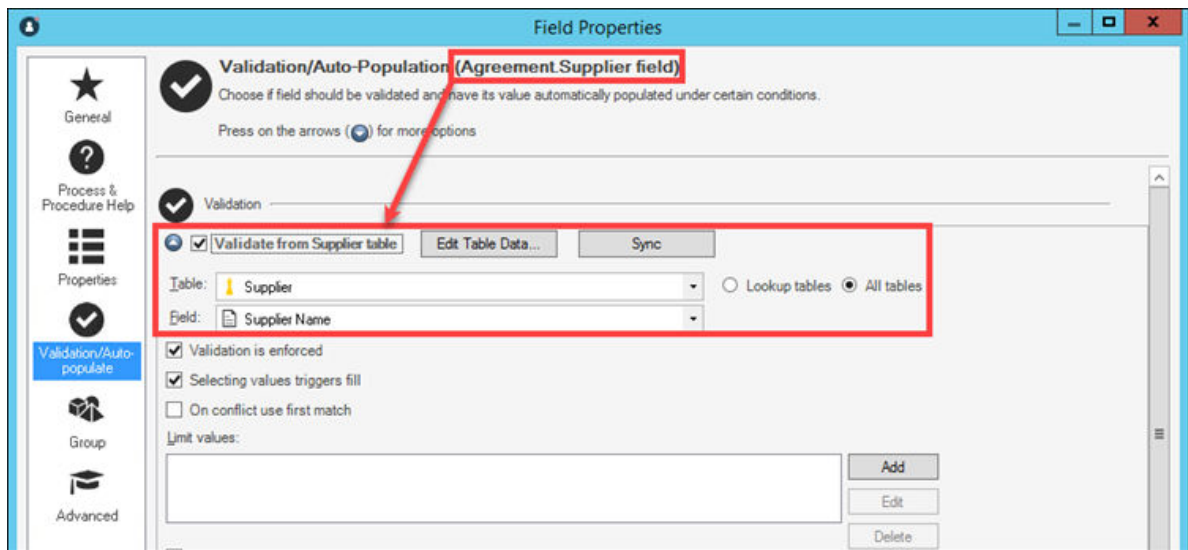 Field Properties
General
Process &
Procedure Help
Properties
Validation/Auto-
populate
Group
Advanced
Validation/Auto-Population (Agreement.Supplier field)
Choose if field should be validated and have its value automatically populated under certain conditions.
Press on the arrows ( ) for more options
Validation
Validate from Supplier table Edit Table Data... Sync
Table: Supplier Lookup tables All tables
Field: Supplier Name
Validation is enforced
Selecting values triggers fill
On conflict use first match
Limit values:
Add
Edit
Delete